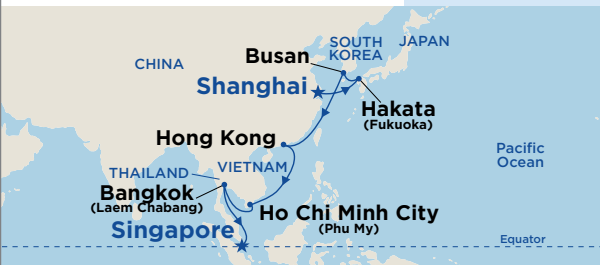 SOUTH
KOREA
JAPAN
Busan
CHINA
Shanghai
Hakata
(Fukuoka)
Hong Kong
Pacific
Ocean
THAILAND
VIETNAM
Bangkok
(Laem Chabang)
Ho Chi Minh City
(Phu My)
Singapore
Equator